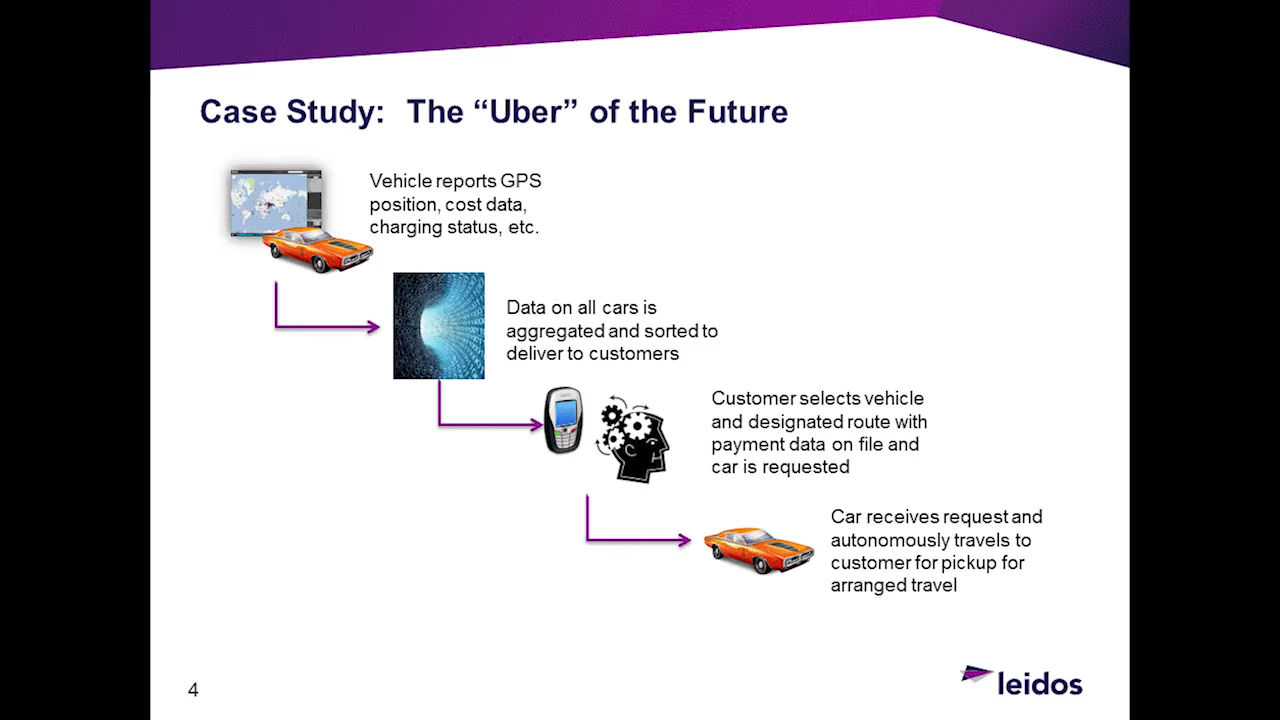 Case Study: The “Uber” of the Future
Vehicle reports GPS
position, cost data,
charging status, etc.
Data on all cars is
aggregated and sorted to
deliver to customers
Customer selects vehicle
and designated route with
payment data on file and
car is requested
Car receives request and
autonomously travels to
customer for pickup for
arranged travel
4
leidos